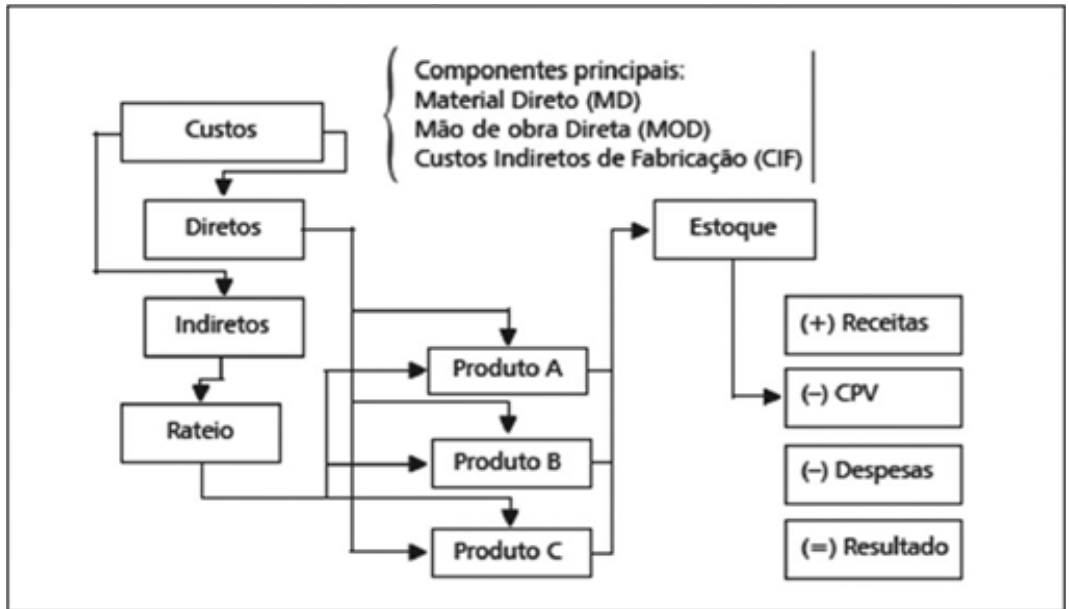 Componentes principais:
Material Direto (MD)
Mão de obra Direta (MOD)
Custos Indiretos de Fabricação (CIF)
Custos
Diretos
Indiretos
Rateio
Produto A
Produto B
Produto C
Estoque
(+) Receitas
(–) CPV
(–) Despesas
(=) Resultado